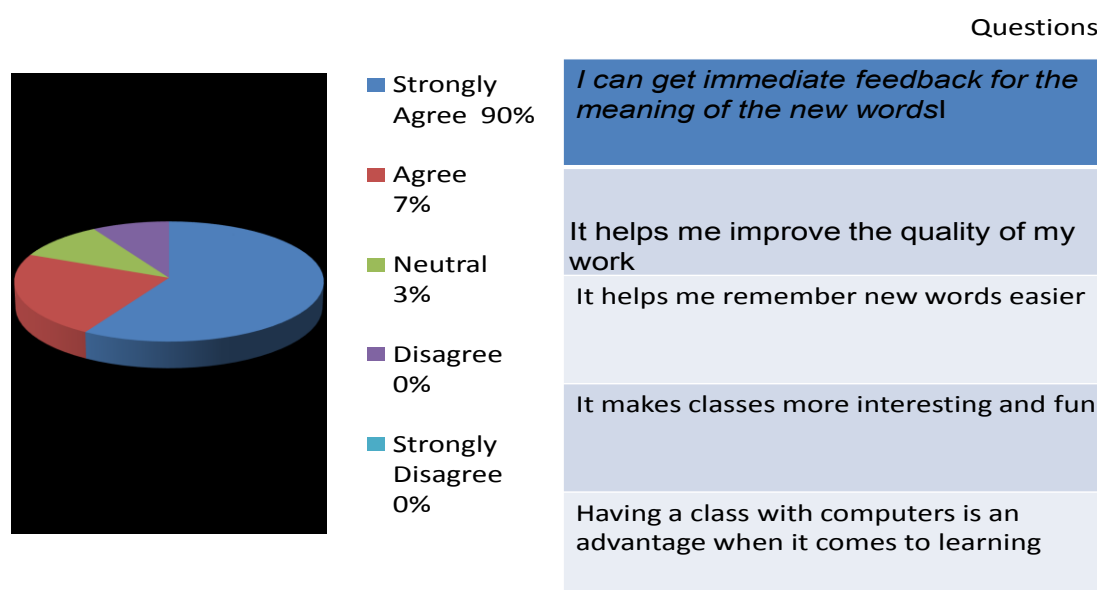 Questions
Strongly
Agree 90%
Agree
7%
Neutral
3%
Disagree
0%
Strongly
Disagree
0%
I can get immediate feedback for the
meaning of the new wordsI
It helps me improve the quality of my
work
It helps me remember new words easier
It makes classes more interesting and fun
Having a class with computers is an
advantage when it comes to learning